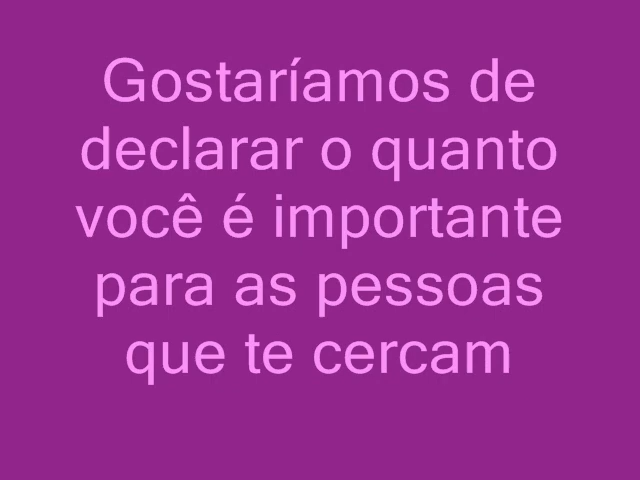 Gostaríamos de
declarar o quanto
você é importante
para as pessoas
que te cercam